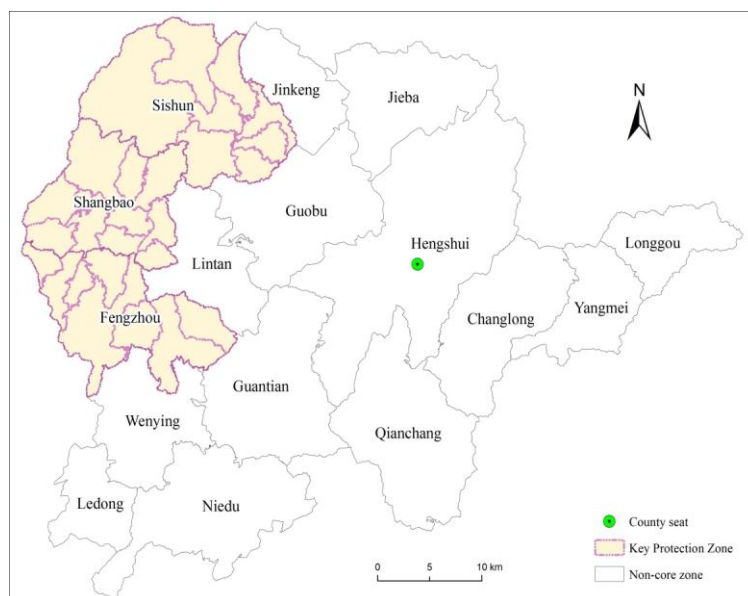 Jinkeng
Jieba
N
Sishun
Shangbao
Guobu
Hengshui
Longgou
Lintan
Changlong
Yangmei
Fengzhou
Guantian
Wenying
Qianchang
Ledong
Niedu
County seat
Key Protection Zone
Non-core zone
0 5 10 km